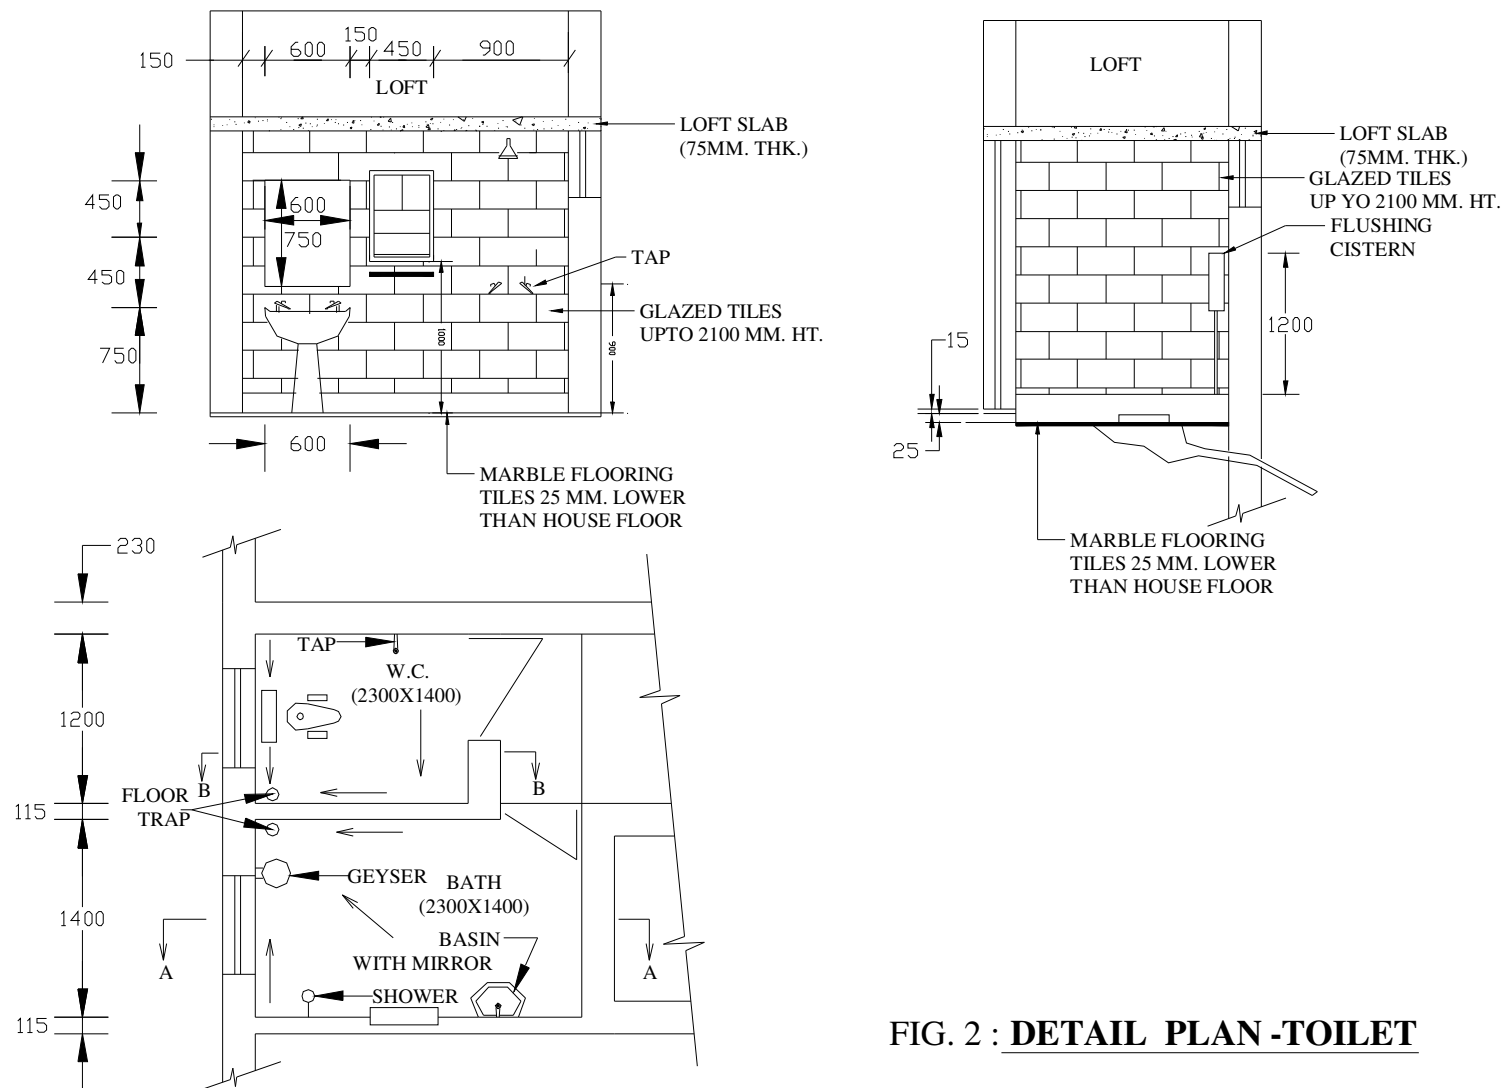 150
600
150
450
900
LOFT
LOFT SLAB
(75MM. THK.)
450
600
750
450
TAP
GLAZED TILES
UPTO 2100 MM. HT.
750
1000
900
600
MARBLE FLOORING
TILES 25 MM. LOWER
THAN HOUSE FLOOR
LOFT
LOFT SLAB
(75MM. THK.)
GLAZED TILES
UP YO 2100 MM. HT.
FLUSHING
CISTERN
1200
15
25
MARBLE FLOORING
TILES 25 MM. LOWER
THAN HOUSE FLOOR
230
TAP
W.C.
(2300X1400)
1200
B
B
FLOOR
TRAP
115
GEYSER
BATH
(2300X1400)
1400
BASIN
WITH MIRROR
A
A
SHOWER
115
FIG. 2 : DETAIL PLAN -TOILET